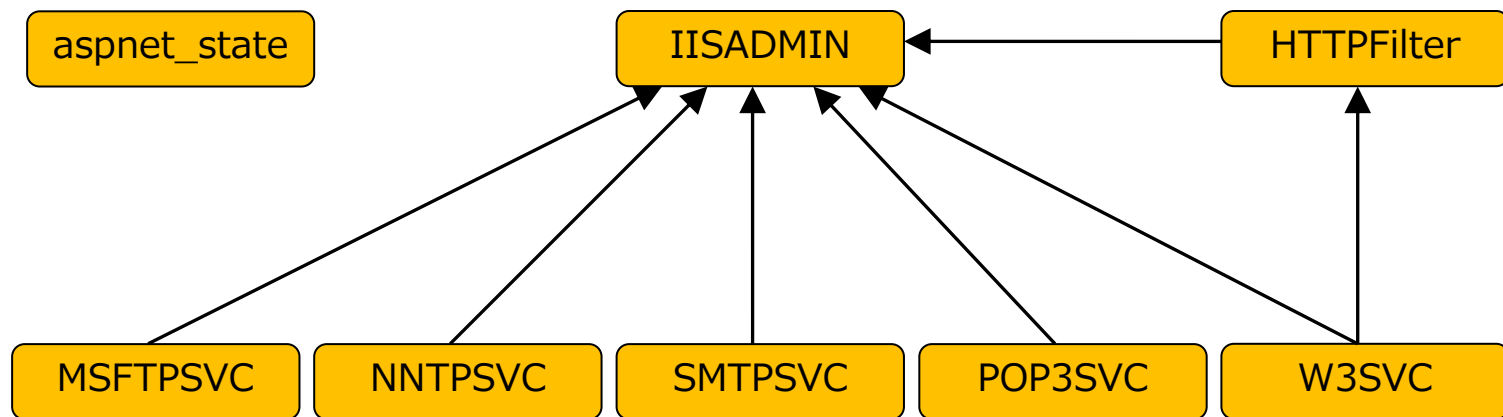 aspnet_state
IISADMIN
HTTPFilter
MSFTPSVC
NNTPSVC
SMTPSVC
POP3SVC
W3SVC